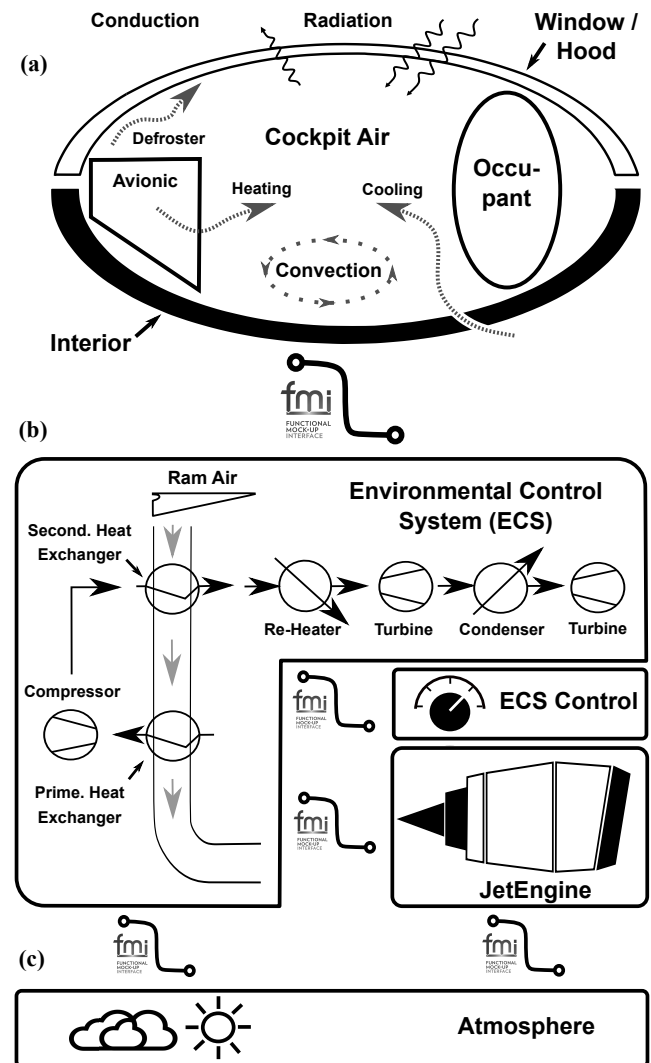 Conduction
Radiation
Window /
Hood
(a)
Defroster
Cockpit Air
Avionic
Occu-
pant
Heating
Cooling
Convection
Interior
fmi
FUNCTIONAL
MOCK-UP
INTERFACE
(b)
Ram Air
Environmental Control
System (ECS)
Second. Heat
Exchanger
Re-Heater
Turbine
Condenser
Turbine
Compressor
fmi
FUNCTIONAL
MOCK-UP
INTERFACE
ECS Control
Prime. Heat
Exchanger
fmi
FUNCTIONAL
MOCK-UP
INTERFACE
JetEngine
fmi
FUNCTIONAL
MOCK-UP
INTERFACE
fmi
FUNCTIONAL
MOCK-UP
INTERFACE
(c)
Atmosphere